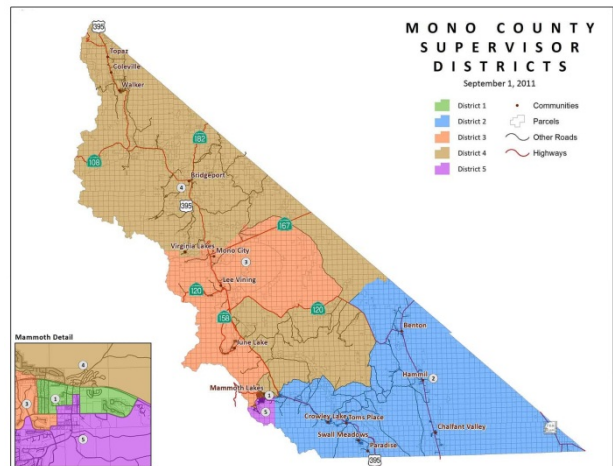 MONO COUNTY
SUPERVISOR
DISTRICTS
September 1, 2011
District 1
District 2
District 3
District 4
District 5
Communities
Parcels
Other Roads
Highways
395
Topaz
Coleville
Walker
182
108
Bridgeport
4
395
167
Virginia Lakes
Mono City
3
Lee Vining
120
120
158
Benton
June Lake
Mammoth Lakes
1
Hammil
2
5
Crowley Lake
Toms Place
Chalfant Valley
Swall Meadows
Paradise
395
Mammoth Detail
4
3
1
5